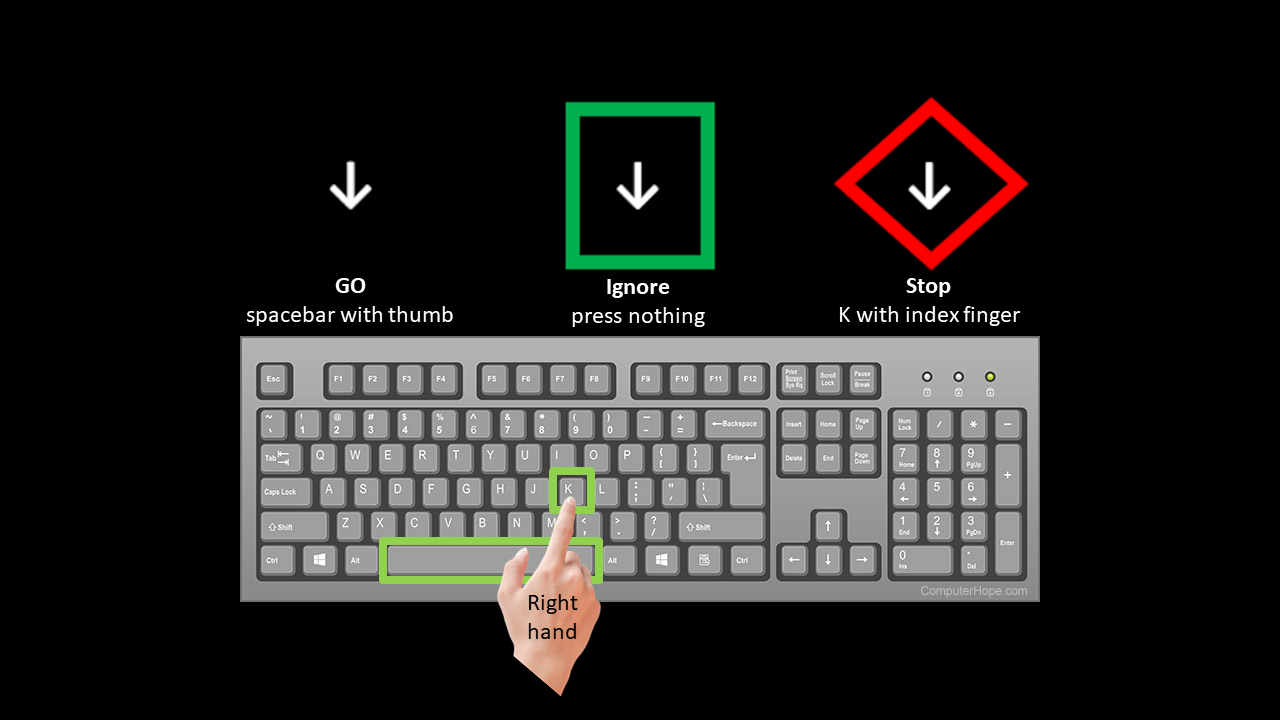 GO
spacebar with thumb
Ignore
press nothing
Stop
K with index finger
Esc F1 F2 F3 F4 F5 F6 F7 F8 F9 F10 F11 F12 Print Screen Sys Rq Scroll Lock Pause Break
~ ` ! 1 @ 2 # 3 $ 4 % 5 ^ 6 & 7 * 8 ( 9 ) 0 – - + = ←Backspace Insert Home Page Up Num Lock / * –
Tab Q W E R T Y U I O P { [ } ] Enter Delete End Page Down 7 Home 8 ↑ 9 PgUp +
Caps Lock A S D F G H J K L : ; " ' | \ 4 ← 5 6 →
⇧Shift Z X C V B N M < , > . ? / ⇧Shift ↑ 1 End 2 ↓ 3 PgDn Enter
Ctrl Alt Alt Ctrl ← ↓ → 0 Ins . Del
ComputerHope.com
Right
hand